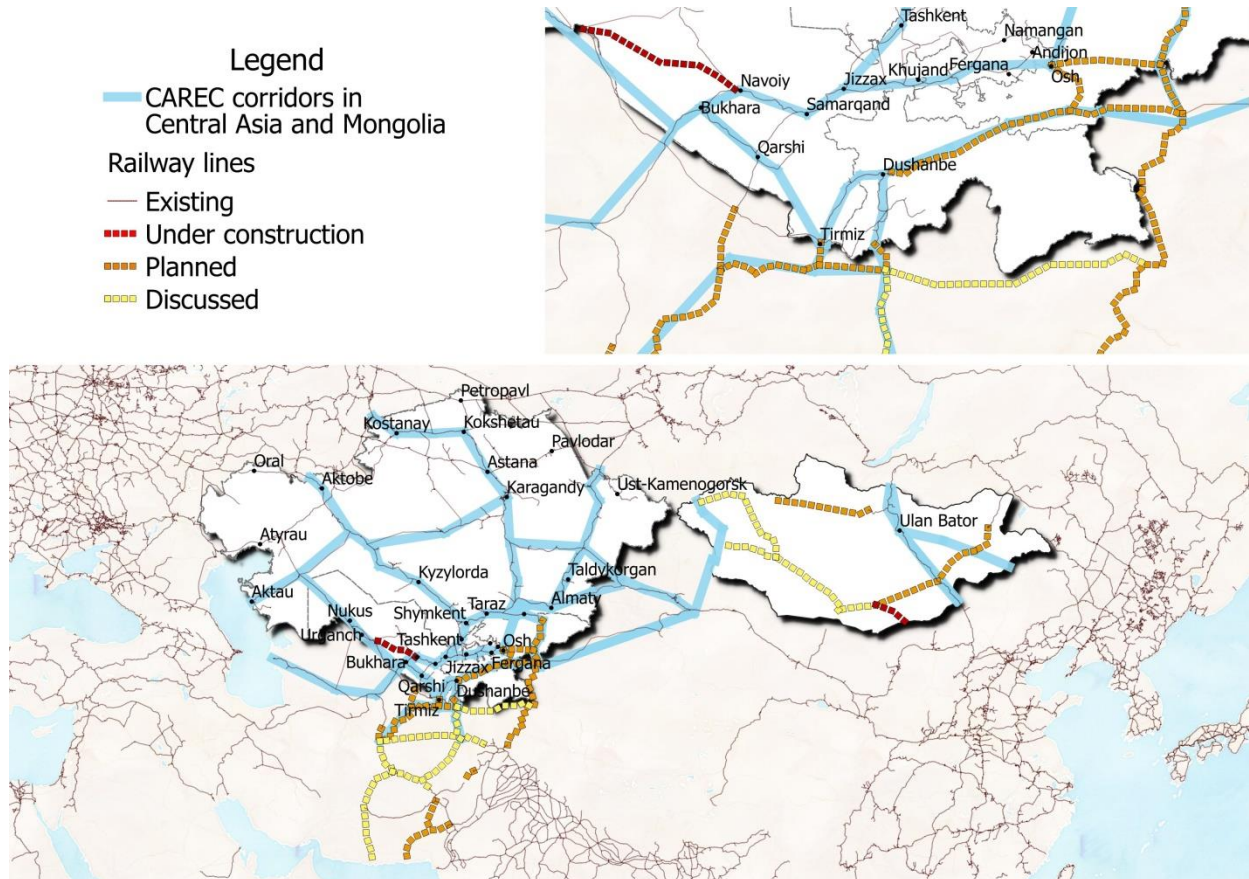 Legend
CAREC corridors in
Central Asia and Mongolia
Railway lines
Existing
Under construction
Planned
Discussed
Tashkent
Namangan
Andijon
Fergana
Khujand
Jizzax
Osh
Navoiy
Bukhara
Samarqand
Qarshi
Dushanbe
Tirmiz
Petropavl
Kostanay
Kokshetau
Pavlodar
Oral
Astana
Aktobe
Karagandy
Ust-Kamenogorsk
Ulan Bator
Atyrau
Kyzylorda
Taldykorgan
Aktau
Taraz
Almaty
Shymkent
Nukus
Urganch
Tashkent
Osh
Bukhara
Jizzax
Fergana
Qarshi
Dushanbe
Tirmiz